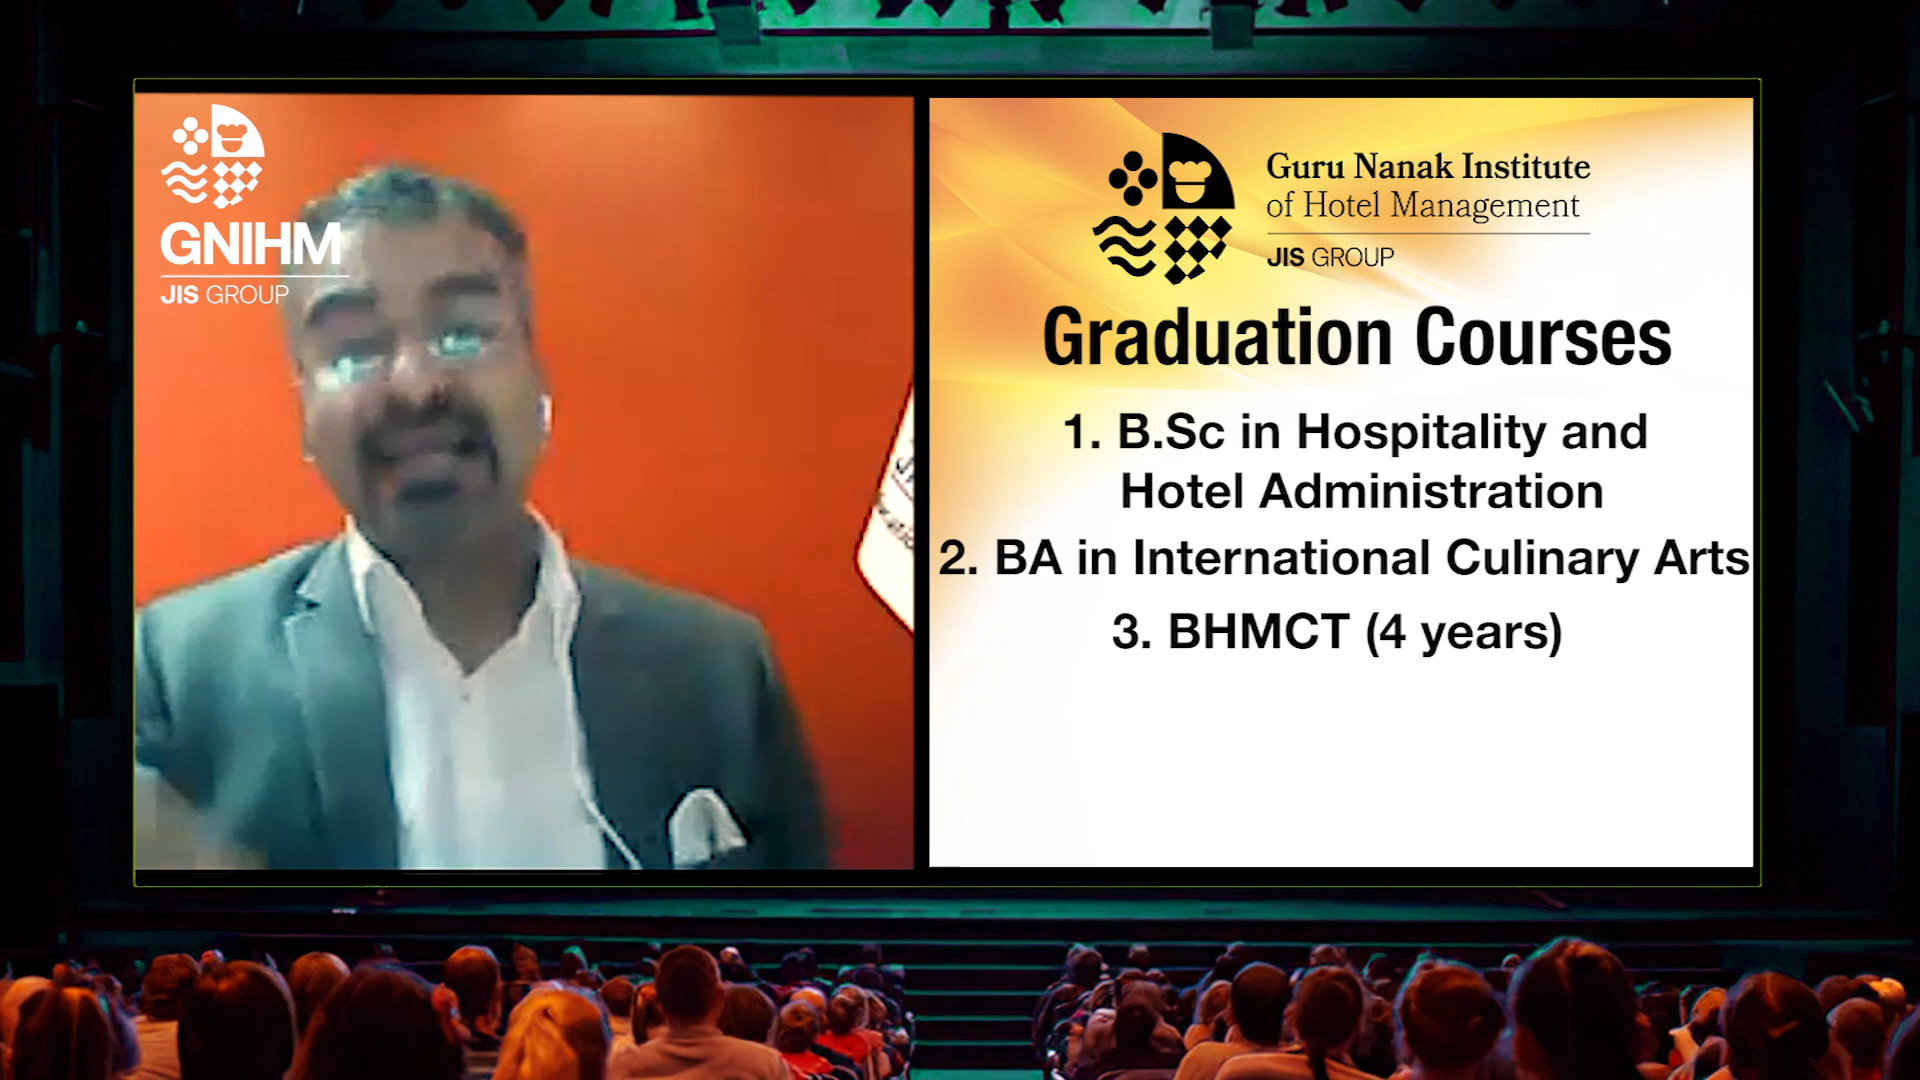 GNIHM
JIS GROUP
Guru Nanak Institute
of Hotel Management
JIS GROUP
Graduation Courses
1. B.Sc in Hospitality and
Hotel Administration
2. BA in International Culinary Arts
3. BHMCT (4 years)